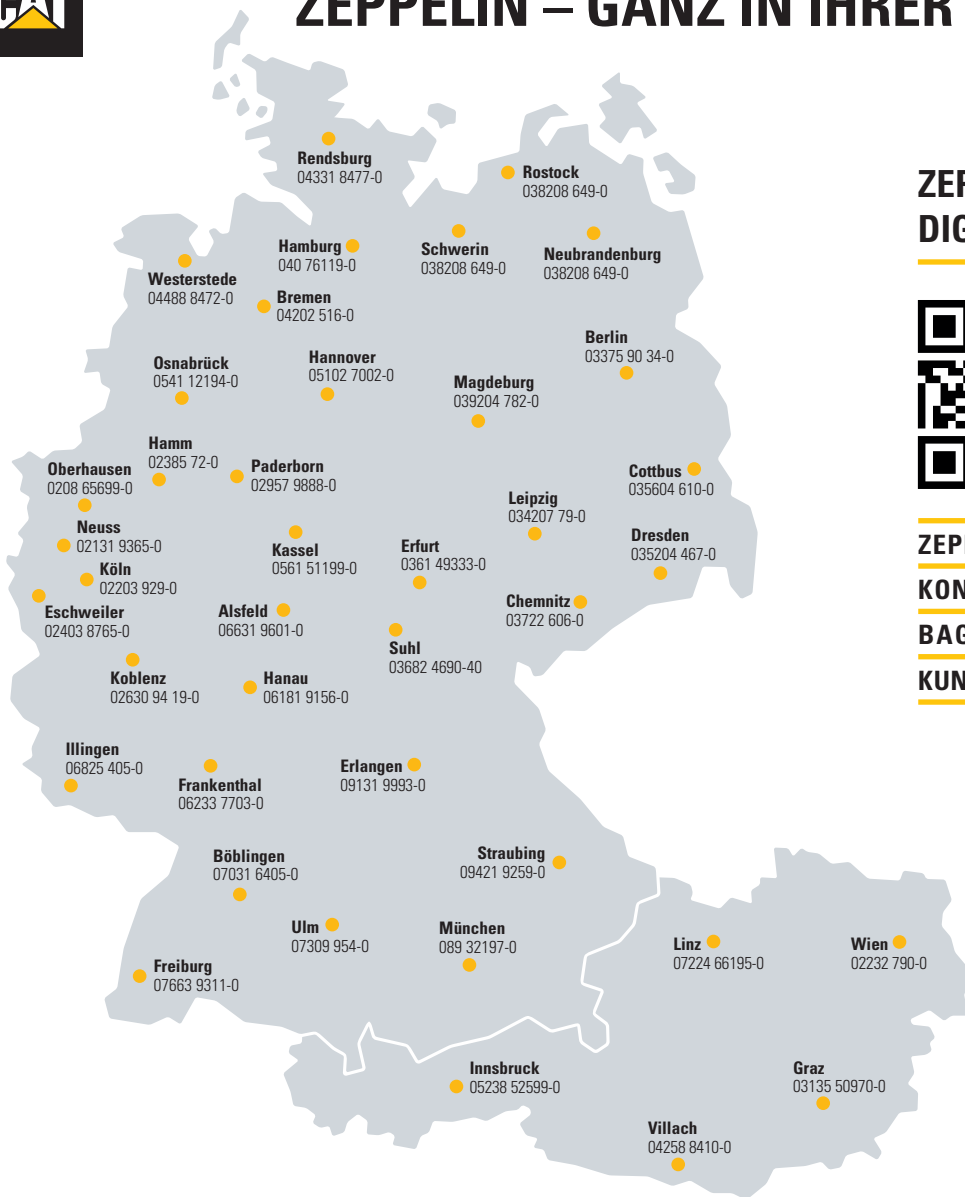 ZEPPELIN – GANZ IN IHRER
Rendsburg
04331 8477-0
Rostock
038208 649-0
Hamburg
040 76119-0
Schwerin
038208 649-0
Neubrandenburg
038208 649-0
Westerstede
04488 8472-0
Bremen
04202 516-0
Berlin
03375 90 34-0
Osnabrück
0541 12194-0
Hannover
05102 7002-0
Magdeburg
039204 782-0
Hamm
02385 72-0
Oberhausen
0208 65699-0
Paderborn
02957 9888-0
Cottbus
035604 610-0
Leipzig
034207 79-0
Neuss
02131 9365-0
Kassel
0561 51199-0
Erfurt
0361 49333-0
Dresden
035204 467-0
Köln
02203 929-0
Eschweiler
02403 8765-0
Alsfeld
06631 9601-0
Chemnitz
03722 606-0
Suhl
03682 4690-40
Koblenz
02630 94 19-0
Hanau
06181 9156-0
Illingen
06825 405-0
Frankenthal
06233 7703-0
Erlangen
09131 9993-0
Böblingen
07031 6405-0
Straubing
09421 9259-0
Ulm
07309 954-0
München
089 32197-0
Freiburg
07663 9311-0
Linz
07224 66195-0
Wien
02232 790-0
Innsbruck
05238 52599-0
Graz
03135 50970-0
Villach
04258 8410-0
DIG
KON
BAG
KUN